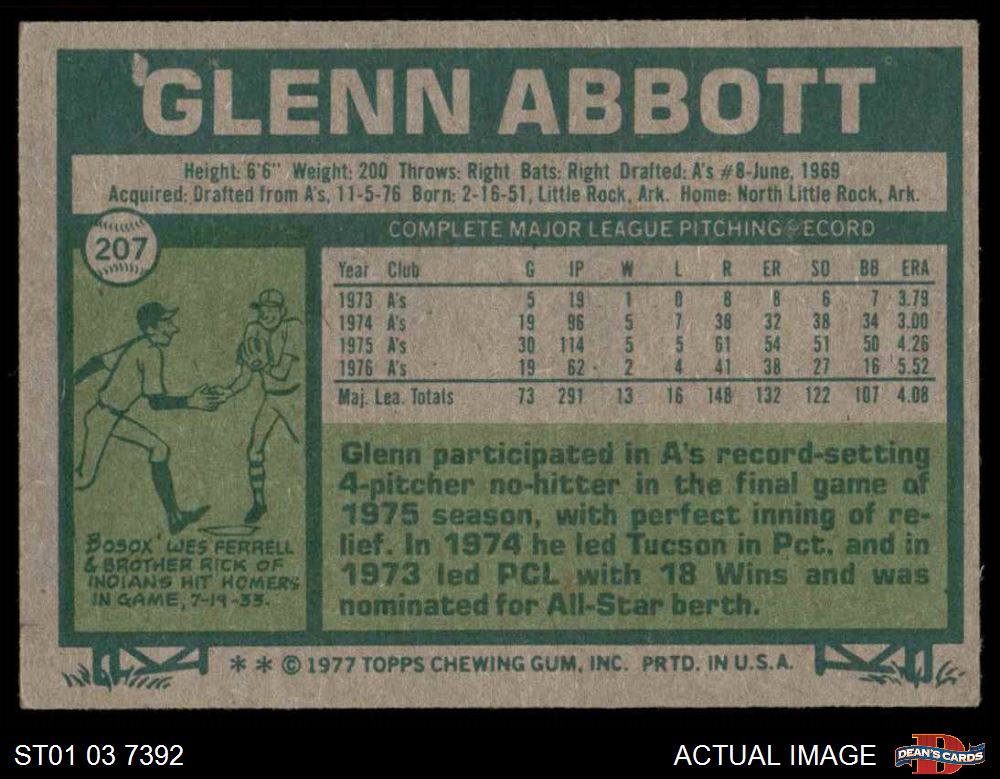 GLENN ABBOTT
Height: 6'6" Weight: 200 Throws: Right Bats: Right Drafted: A's #8-June, 1969
Acquired: Drafted from A's, 11-5-76 Born: 2-16-51, Little Rock, Ark. Home: North Little Rock, Ark.
207
COMPLETE MAJOR LEAGUE PITCHING RECORD
Year Club G IP W L R ER SO BB ERA
1973 A's 5 19 1 0 8 8 6 7 3.79
1974 A's 19 96 5 7 38 32 38 34 3.00
1975 A's 30 114 5 5 61 54 51 50 4.26
1976 A's 19 62 2 4 41 38 27 16 5.52
Maj. Lea. Totals 73 291 13 16 148 132 122 107 4.08
Glenn participated in A's record-setting
4-pitcher no-hitter in the final game of
1975 season, with perfect inning of re-
lief. In 1974 he led Tucson in Pct. and in
1973 led PCL with 18 Wins and was
nominated for All-Star berth.
BOSOX' WES FERRELL
& BROTHER RICK OF
INDIANS HIT HOMERS
IN GAME, 7-19-33.
* * © 1977 TOPPS CHEWING GUM, INC. PRTD. IN U.S.A.
ST01 03 7392
ACTUAL IMAGE
DEAN'S CARDS